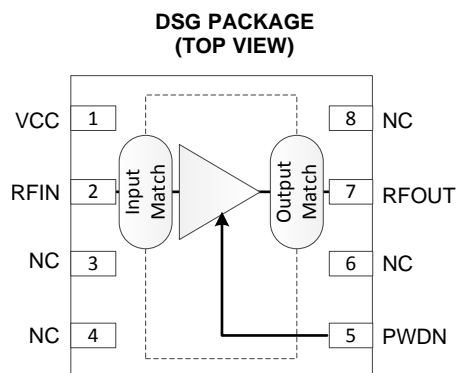 DSG PACKAGE
(TOP VIEW)
VCC 1
8 NC
RFIN 2
Input
Match
Output
Match
7 RFOUT
NC 3
6 NC
NC 4
5 PWDN